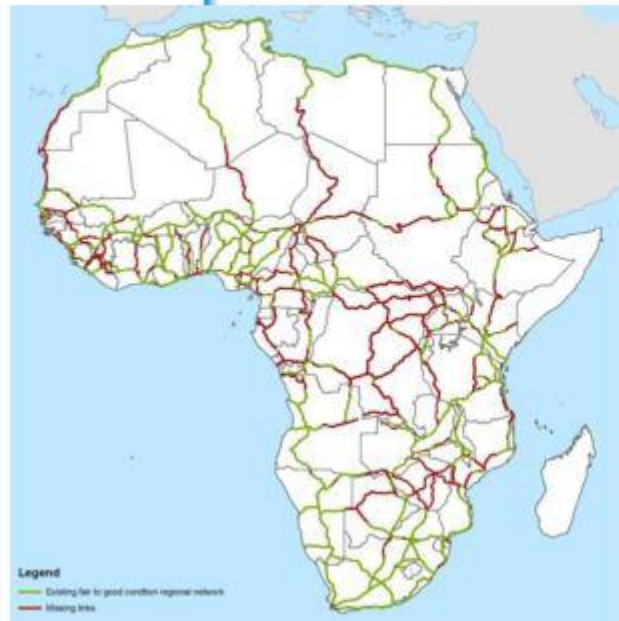 Legend
Existing fair to good condition regional network
Missing links